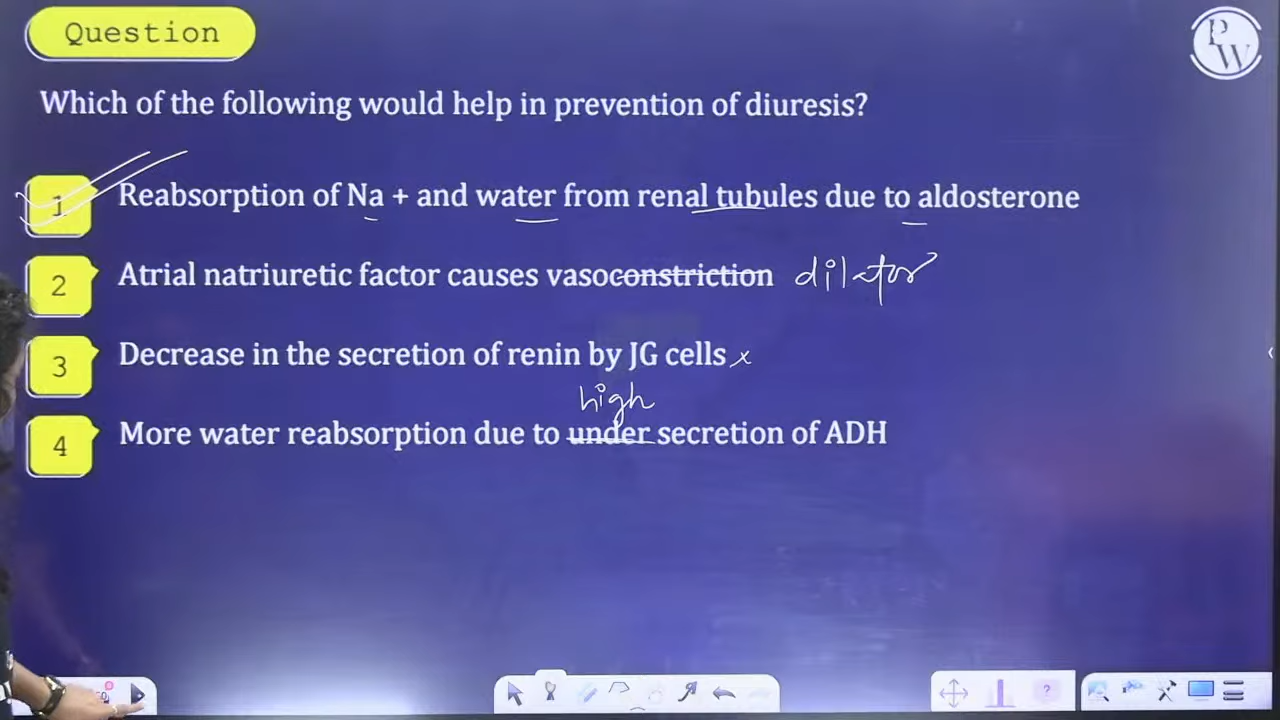 Question
PW
Which of the following would help in prevention of diuresis?
1 Reabsorption of Na + and water from renal tubules due to aldosterone
2 Atrial natriuretic factor causes vasoconstriction dilator
3 Decrease in the secretion of renin by JG cells x
high
4 More water reabsorption due to under secretion of ADH
?